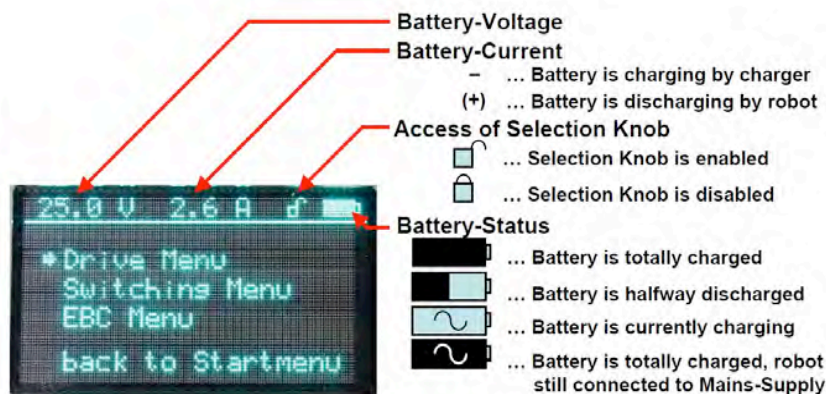 Battery-Voltage
Battery-Current
– ... Battery is charging by charger
(+) ... Battery is discharging by robot
Access of Selection Knob
... Selection Knob is enabled
... Selection Knob is disabled
Battery-Status
... Battery is totally charged
... Battery is halfway discharged
... Battery is currently charging
... Battery is totally charged, robot
still connected to Mains-Supply
25.0 V 2.6 A
Drive Menu
Switching Menu
EBC Menu
back to Startmenu